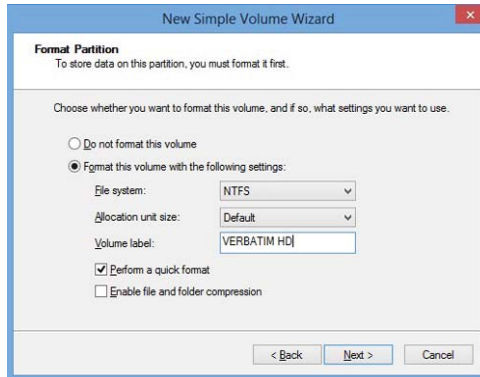 New Simple Volume Wizard
Format Partition
To store data on this partition, you must format it first.
Choose whether you want to format this volume, and if so, what settings you want to use.
Do not format this volume
Format this volume with the following settings:
File system: NTFS
Allocation unit size: Default
Volume label: VERBATIM HD
Perform a quick format
Enable file and folder compression
< Back Next > Cancel